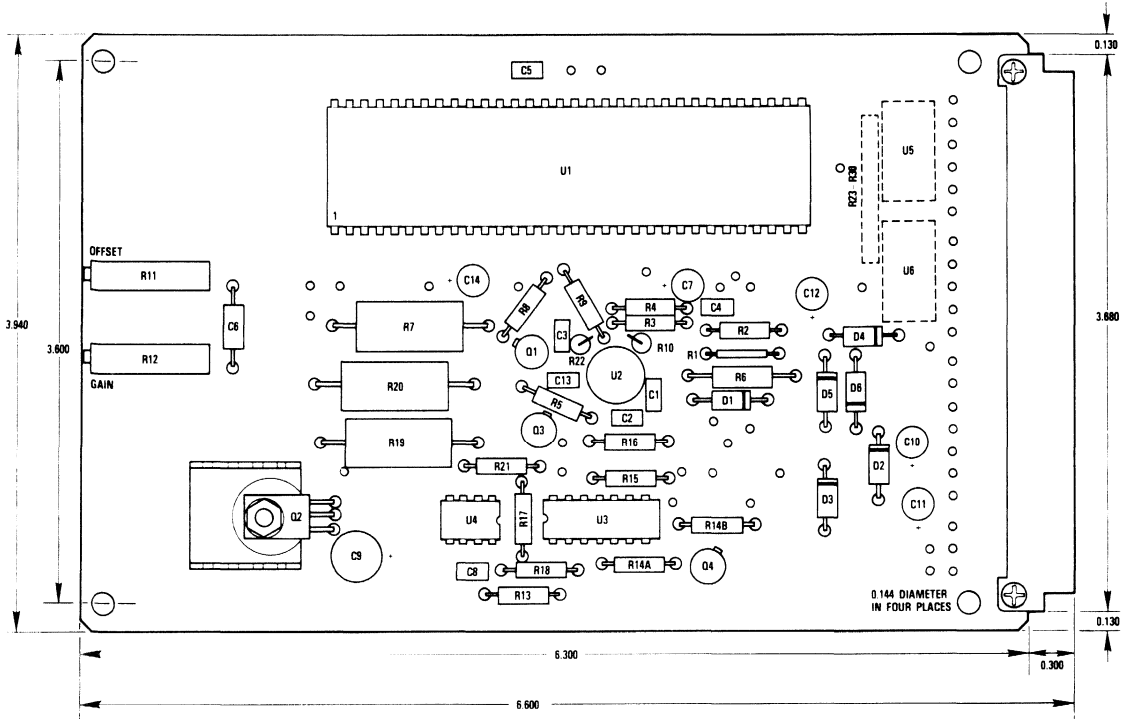 0.130
C5
U5
U1
R23 - R30
1
OFFSET
R11
U6
C14
C7
C12
C6
R8
R9
R4
C4
3.940
3.600
R7
R3
3.680
C3
R2
D4
Q1
R10
R22
R1
R12
U2
R6
GAIN
C13
R20
C1
D5
D6
R5
D1
C2
Q3
R19
R16
C10
R21
D2
R15
D3
C11
Q2
U4
R17
U3
R14B
C9
C8
R18
R14A
Q4
R13
0.144 DIAMETER
IN FOUR PLACES
0.130
6.300
0.300
6.600